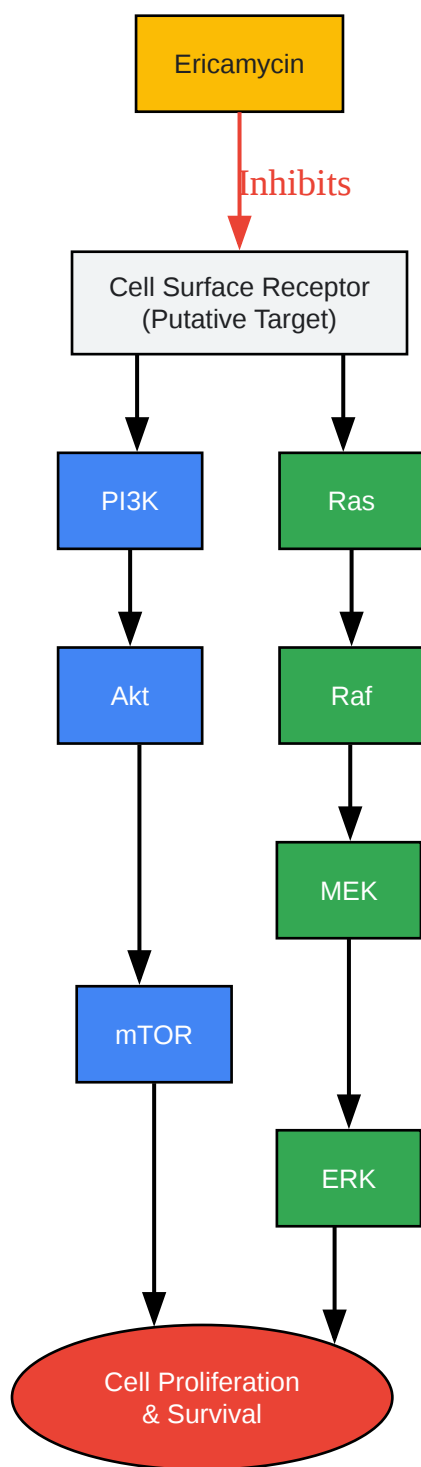 Ericamycin
Inhibits
Cell Surface Receptor
(Putative Target)
PI3K
Ras
Akt
Raf
MEK
mTOR
ERK
Cell Proliferation
& Survival